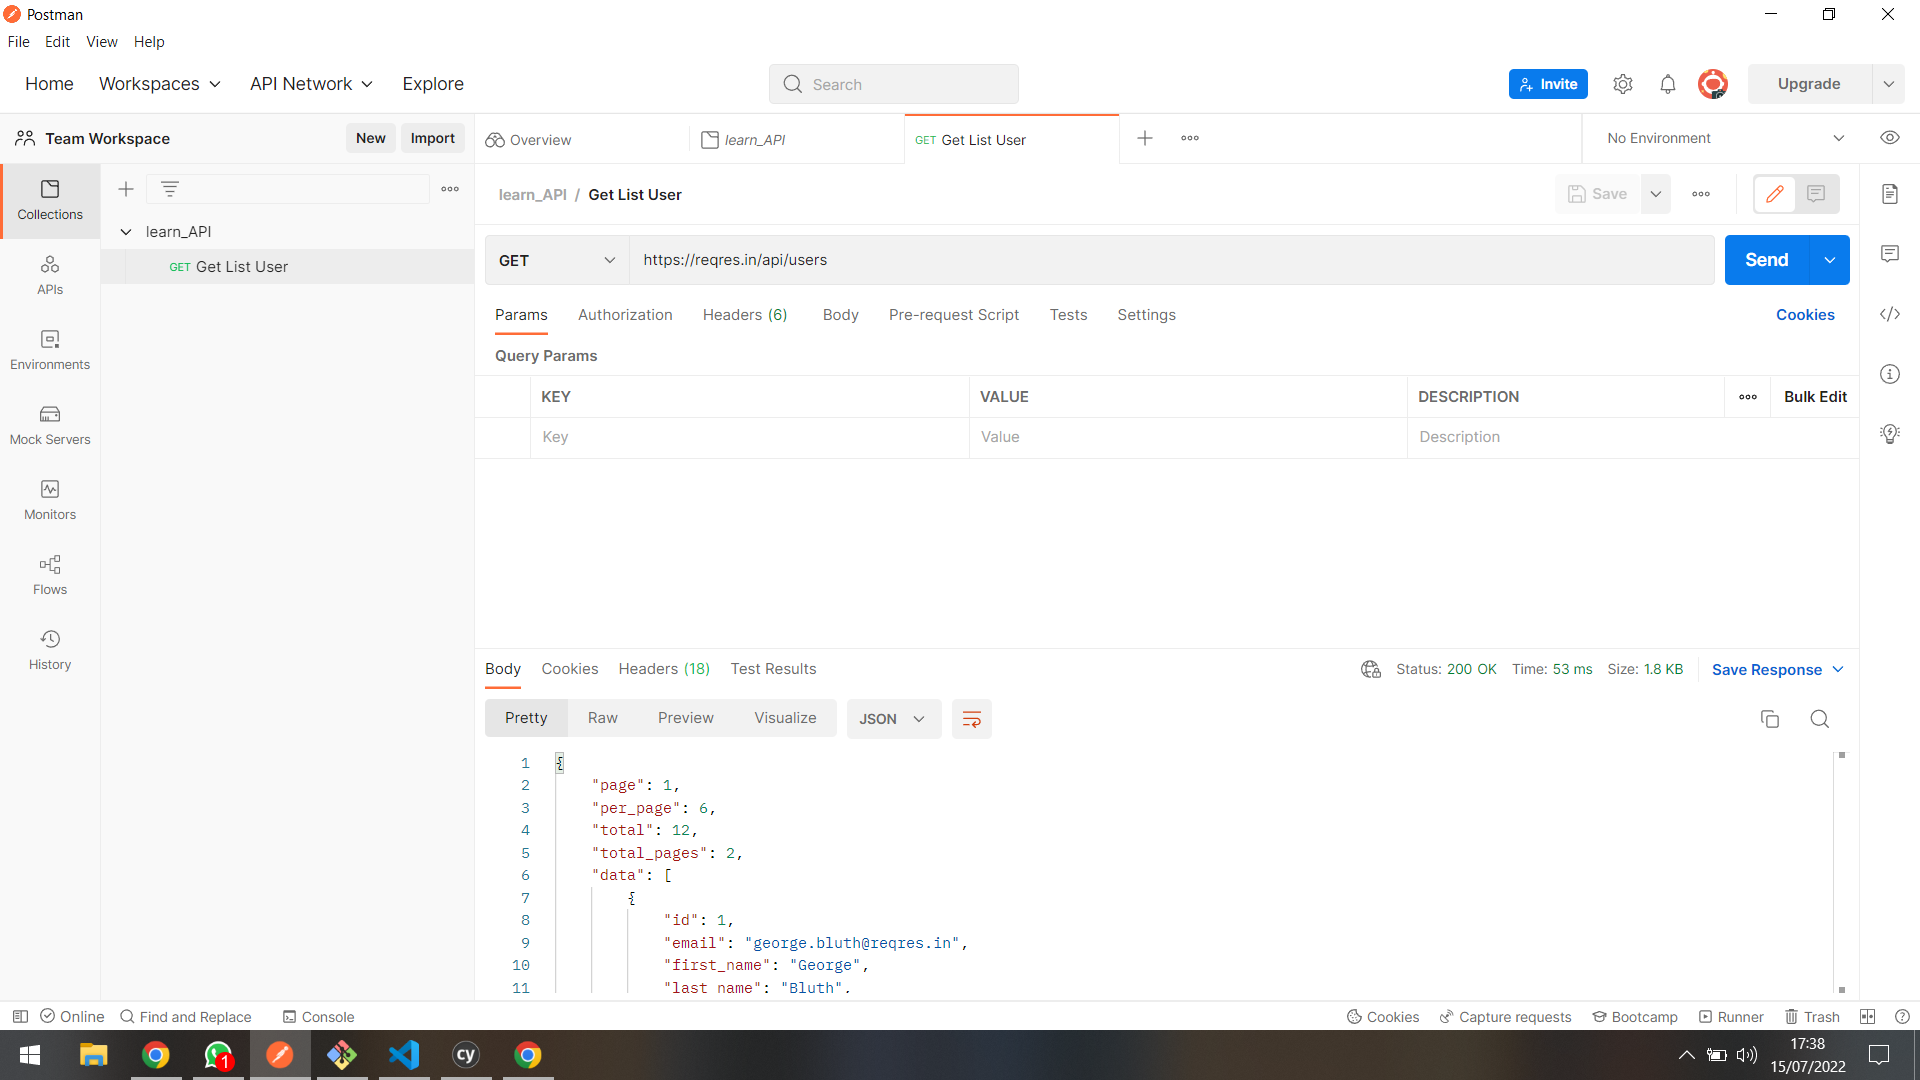 Postman
File Edit View Help
Home Workspaces API Network Explore Search Invite Upgrade
Team Workspace New Import Overview learn_API GET Get List User No Environment
Collections
APIs
Environments
Mock Servers
Monitors
Flows
History
learn_API
GET Get List User
learn_API / Get List User Save
GET https://reqres.in/api/users Send
Params Authorization Headers (6) Body Pre-request Script Tests Settings Cookies
Query Params
KEY VALUE DESCRIPTION Bulk Edit
Key Value Description
Body Cookies Headers (18) Test Results Status: 200 OK Time: 53 ms Size: 1.8 KB Save Response
Pretty Raw Preview Visualize JSON
1 {
2 "page": 1,
3 "per_page": 6,
4 "total": 12,
5 "total_pages": 2,
6 "data": [
7 {
8 "id": 1,
9 "email": "george.bluth@reqres.in",
10 "first_name": "George",
11 "last_name": "Bluth",
Online Find and Replace Console Cookies Capture requests Bootcamp Runner Trash
1 cy 17:38
15/07/2022